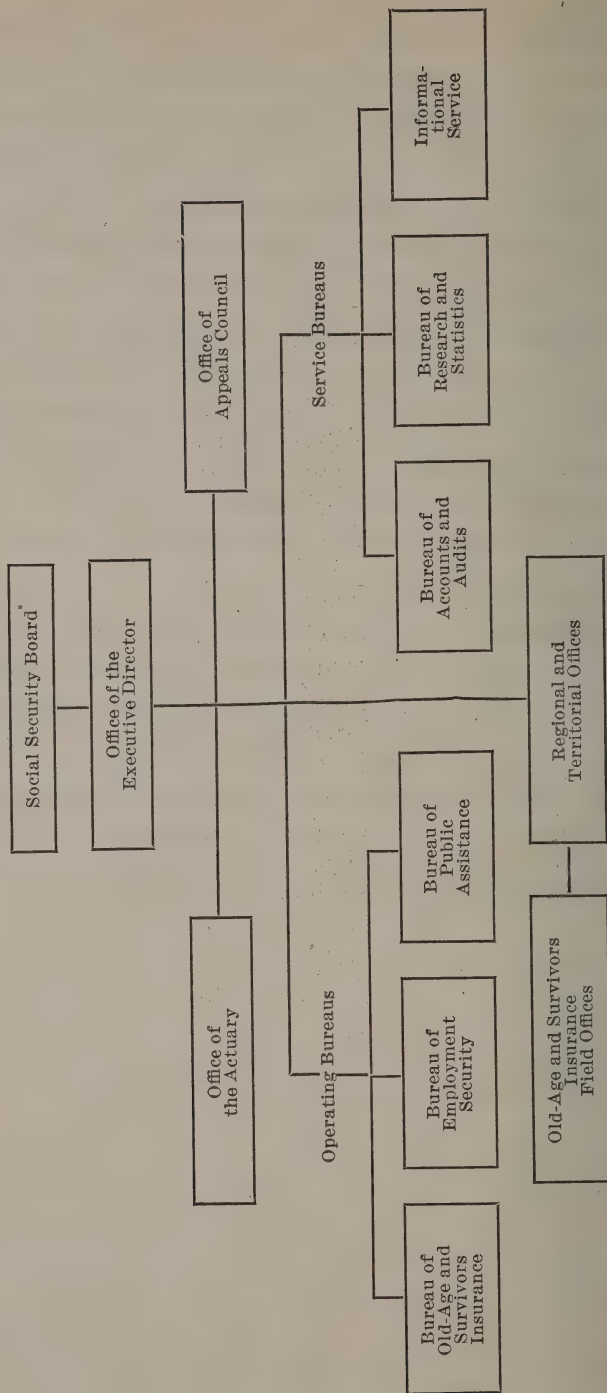 Social Security Board
Office of the
Executive Director
Office of
the Actuary
Office of
Appeals Council
Operating Bureaus
Service Bureaus
Bureau of
Old-Age and
Survivors
Insurance
Bureau of
Employment
Security
Bureau of
Public
Assistance
Bureau of
Accounts and
Audits
Bureau of
Research and
Statistics
Informa-
tional
Service
Old-Age and Survivors
Insurance
Field Offices
Regional and
Territorial Offices